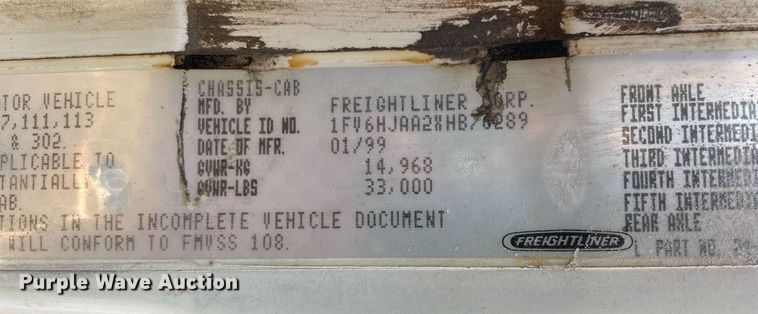 CHASSIS-CAB
TOR VEHICLE MFD. BY FREIGHTLINER CORP.
7,111,113 VEHICLE ID NO.
& 302. DATE OF MFR. 01/99
PLICABLE TO GVWR-KG 14,968
TANTIALLY GVWR-LBS 33,000
AB.
TIONS IN THE INCOMPLETE VEHICLE DOCUMENT
WILL CONFORM TO FMVSS 108.
FRONT AXLE
FIRST INTERMEDIA
SECOND INTERMEDIA
THIRD INTERMEDIA
FOURTH INTERMED
FIFTH INTERMEDIA
REAR AXLE
FREIGHTLINER
L PART NO. 24
Purple Wave Auction